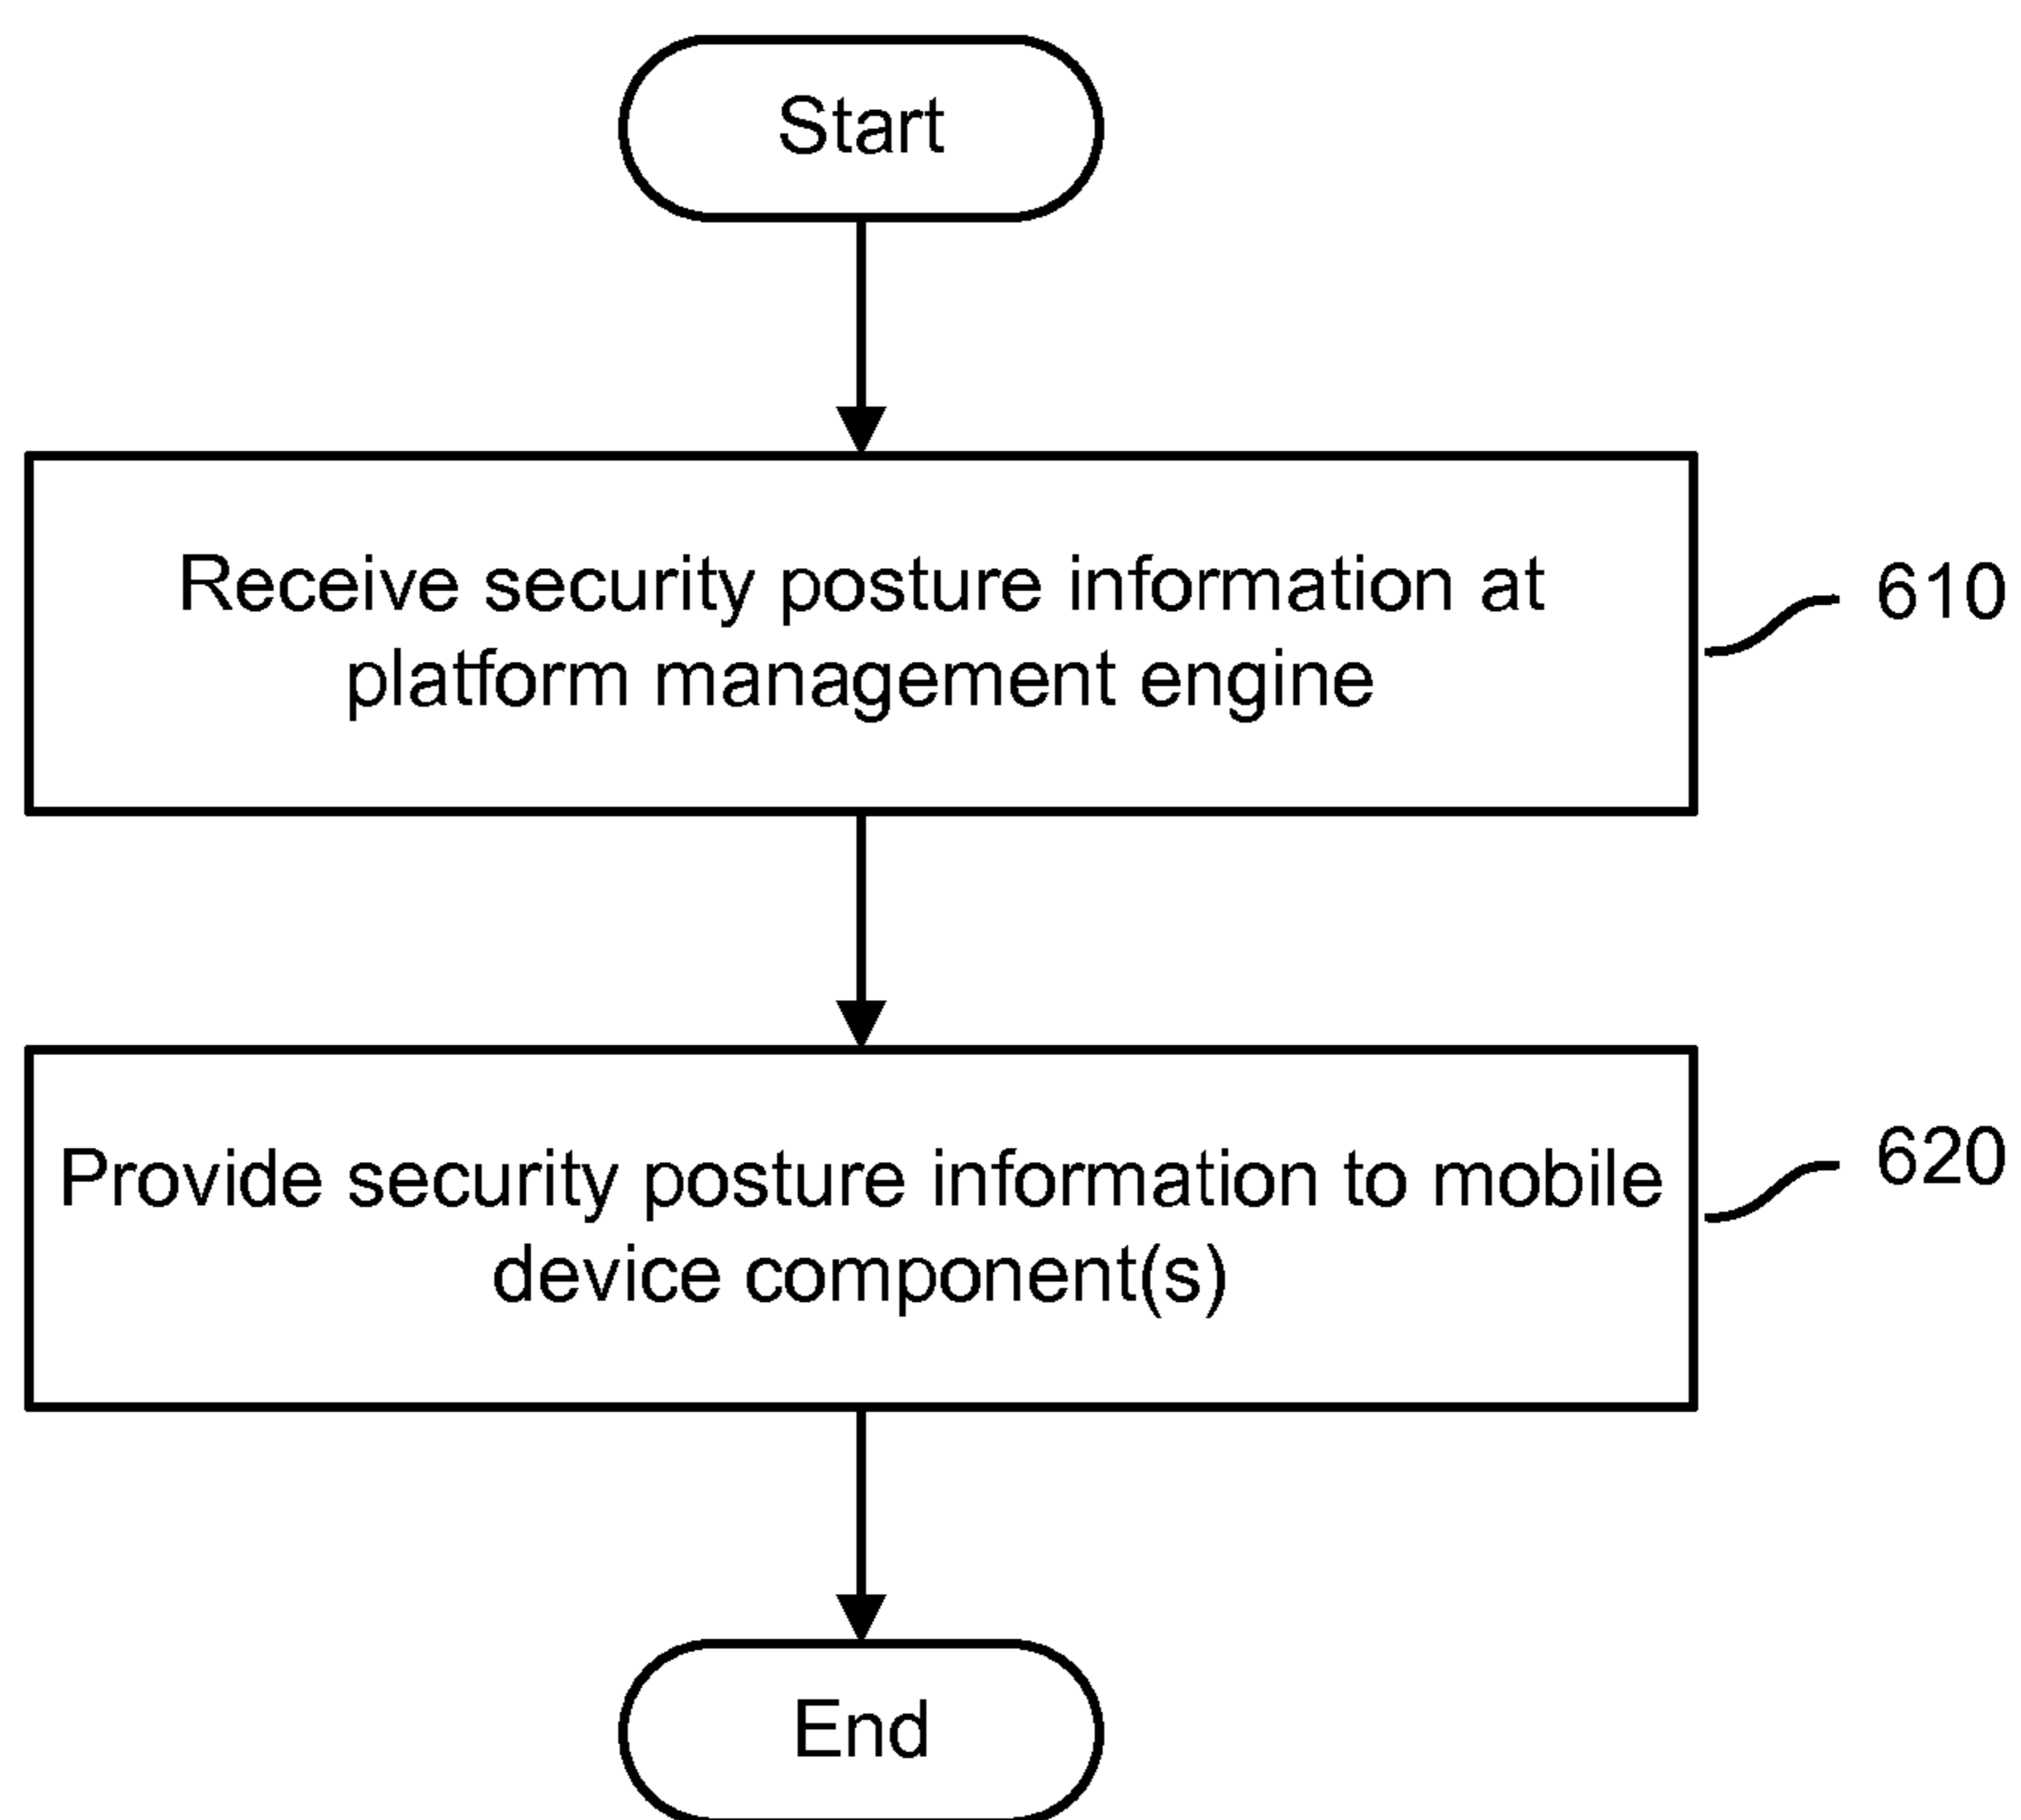 Start
Receive security posture information at
platform management engine
610
Provide security posture information to mobile
device component(s)
620
End